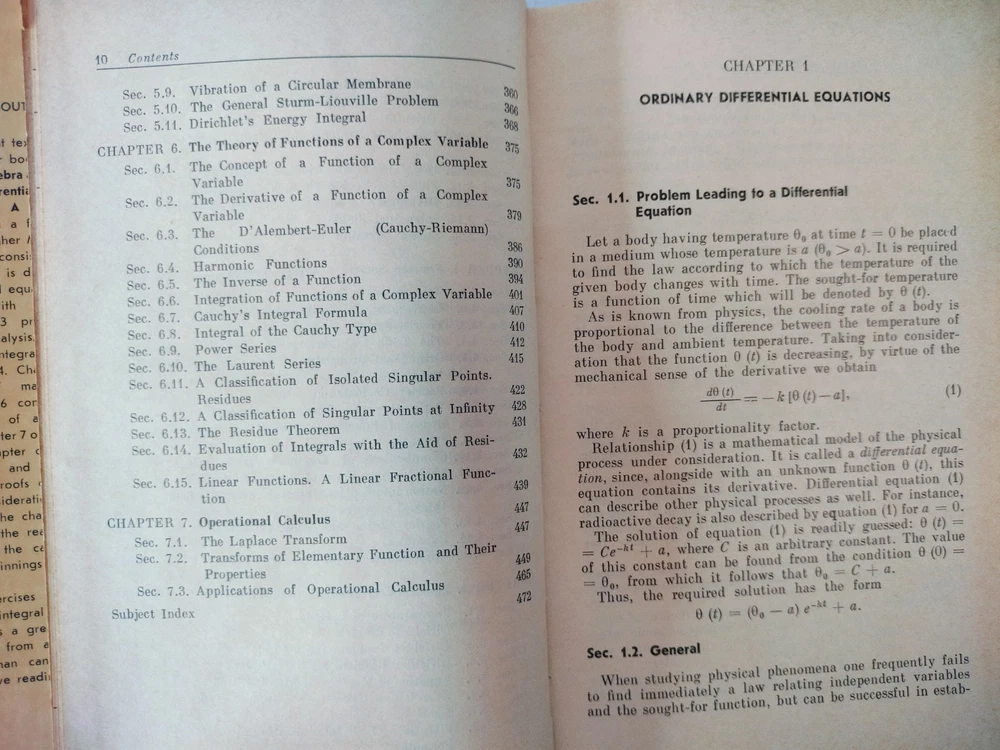 10 Contents
Sec. 5.9. Vibration of a Circular Membrane 360
Sec. 5.10. The General Sturm-Liouville Problem 366
Sec. 5.11. Dirichlet's Energy Integral 368
CHAPTER 6. The Theory of Functions of a Complex Variable 375
Sec. 6.1. The Concept of a Function of a Complex
Variable 375
Sec. 6.2. The Derivative of a Function of a Complex
Variable 379
Sec. 6.3. The D'Alembert-Euler (Cauchy-Riemann)
Conditions 386
Sec. 6.4. Harmonic Functions 390
Sec. 6.5. The Inverse of a Function 394
Sec. 6.6. Integration of Functions of a Complex Variable 401
Sec. 6.7. Cauchy's Integral Formula 407
Sec. 6.8. Integral of the Cauchy Type 410
Sec. 6.9. Power Series 412
Sec. 6.10. The Laurent Series 415
Sec. 6.11. A Classification of Isolated Singular Points.
Residues 422
Sec. 6.12. A Classification of Singular Points at Infinity 428
Sec. 6.13. The Residue Theorem 431
Sec. 6.14. Evaluation of Integrals with the Aid of Resi-
dues 432
Sec. 6.15. Linear Functions. A Linear Fractional Func-
tion 439
CHAPTER 7. Operational Calculus 447
Sec. 7.1. The Laplace Transform 447
Sec. 7.2. Transforms of Elementary Function and Their
Properties 449
Sec. 7.3. Applications of Operational Calculus 465
Subject Index 472
CHAPTER 1
ORDINARY DIFFERENTIAL EQUATIONS
Sec. 1.1. Problem Leading to a Differential
Equation
Let a body having temperature θ₀ at time t = 0 be placed
in a medium whose temperature is a (θ₀ > a). It is required
to find the law according to which the temperature of the
given body changes with time. The sought-for temperature
is a function of time which will be denoted by θ (t).
As is known from physics, the cooling rate of a body is
proportional to the difference between the temperature of
the body and ambient temperature. Taking into consider-
ation that the function θ (t) is decreasing, by virtue of the
mechanical sense of the derivative we obtain
dθ (t)/dt = −k [θ (t) − a], (1)
where k is a proportionality factor.
Relationship (1) is a mathematical model of the physical
process under consideration. It is called a differential equa-
tion, since, alongside with an unknown function θ (t), this
equation contains its derivative. Differential equation (1)
can describe other physical processes as well. For instance,
radioactive decay is also described by equation (1) for a = 0.
The solution of equation (1) is readily guessed: θ (t) =
= Ce⁻ᵏᵗ + a, where C is an arbitrary constant. The value
of this constant can be found from the condition θ (0) =
= θ₀, from which it follows that θ₀ = C + a.
Thus, the required solution has the form
θ (t) = (θ₀ − a) e⁻ᵏᵗ + a.
Sec. 1.2. General
When studying physical phenomena one frequently fails
to find immediately a law relating independent variables
and the sought-for function, but can be successful in estab-